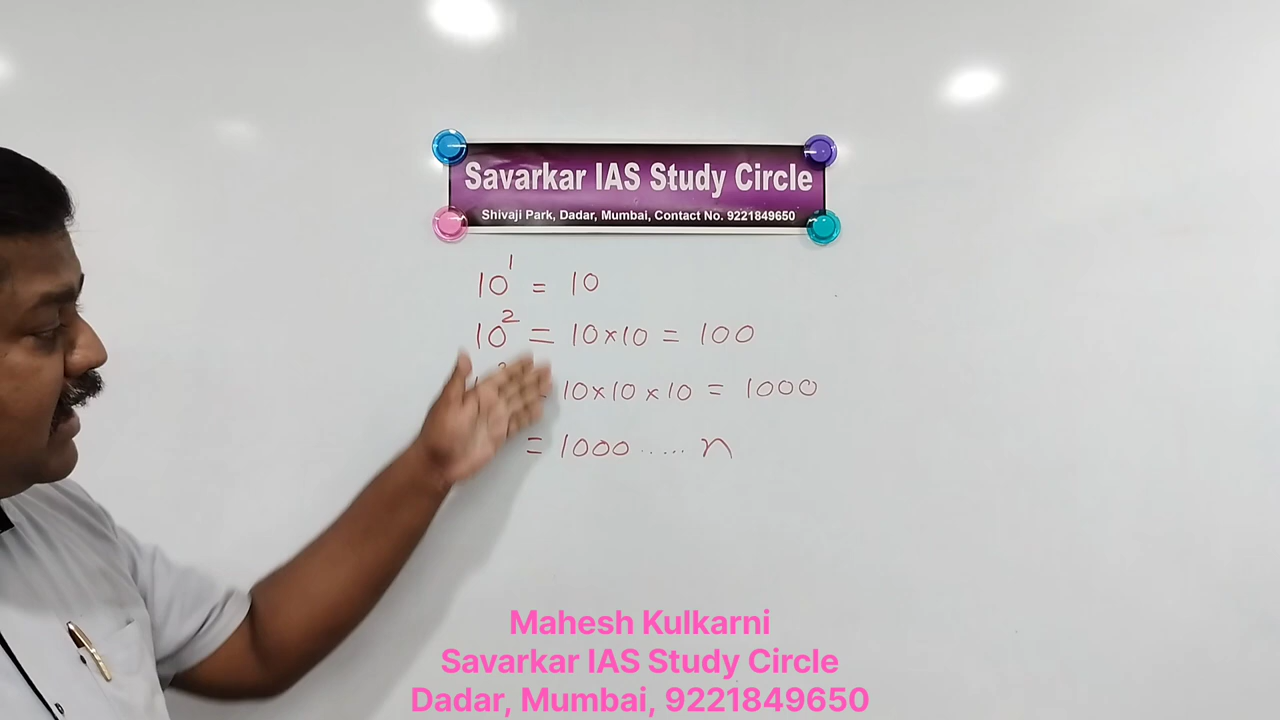 Savarkar IAS Study Circle
Shivaji Park, Dadar, Mumbai, Contact No. 9221849650
10¹ = 10
10² = 10×10 = 100
10×10×10 = 1000
= 1000 ...... n
Mahesh Kulkarni
Savarkar IAS Study Circle
Dadar, Mumbai, 9221849650